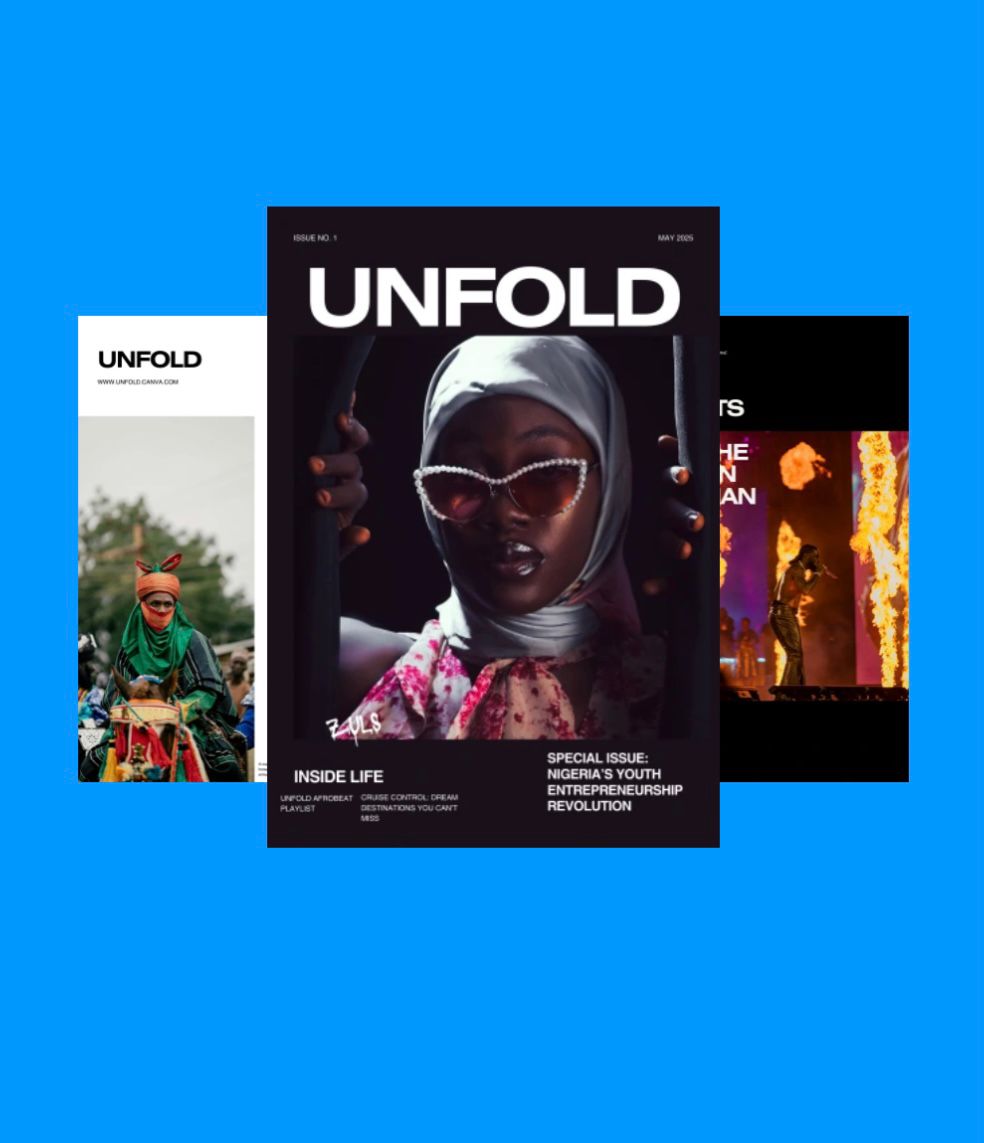 ISSUE NO. 1
MAY 2025
UNFOLD
ZYLS
INSIDE LIFE
UNFOLD AFROBEAT
PLAYLIST
CRUISE CONTROL: DREAM
DESTINATIONS YOU CAN'T
MISS
SPECIAL ISSUE:
NIGERIA'S YOUTH
ENTREPRENEURSHIP
REVOLUTION
UNFOLD
WWW.UNFOLD.CANVA.COM
TS
HE
N
AN